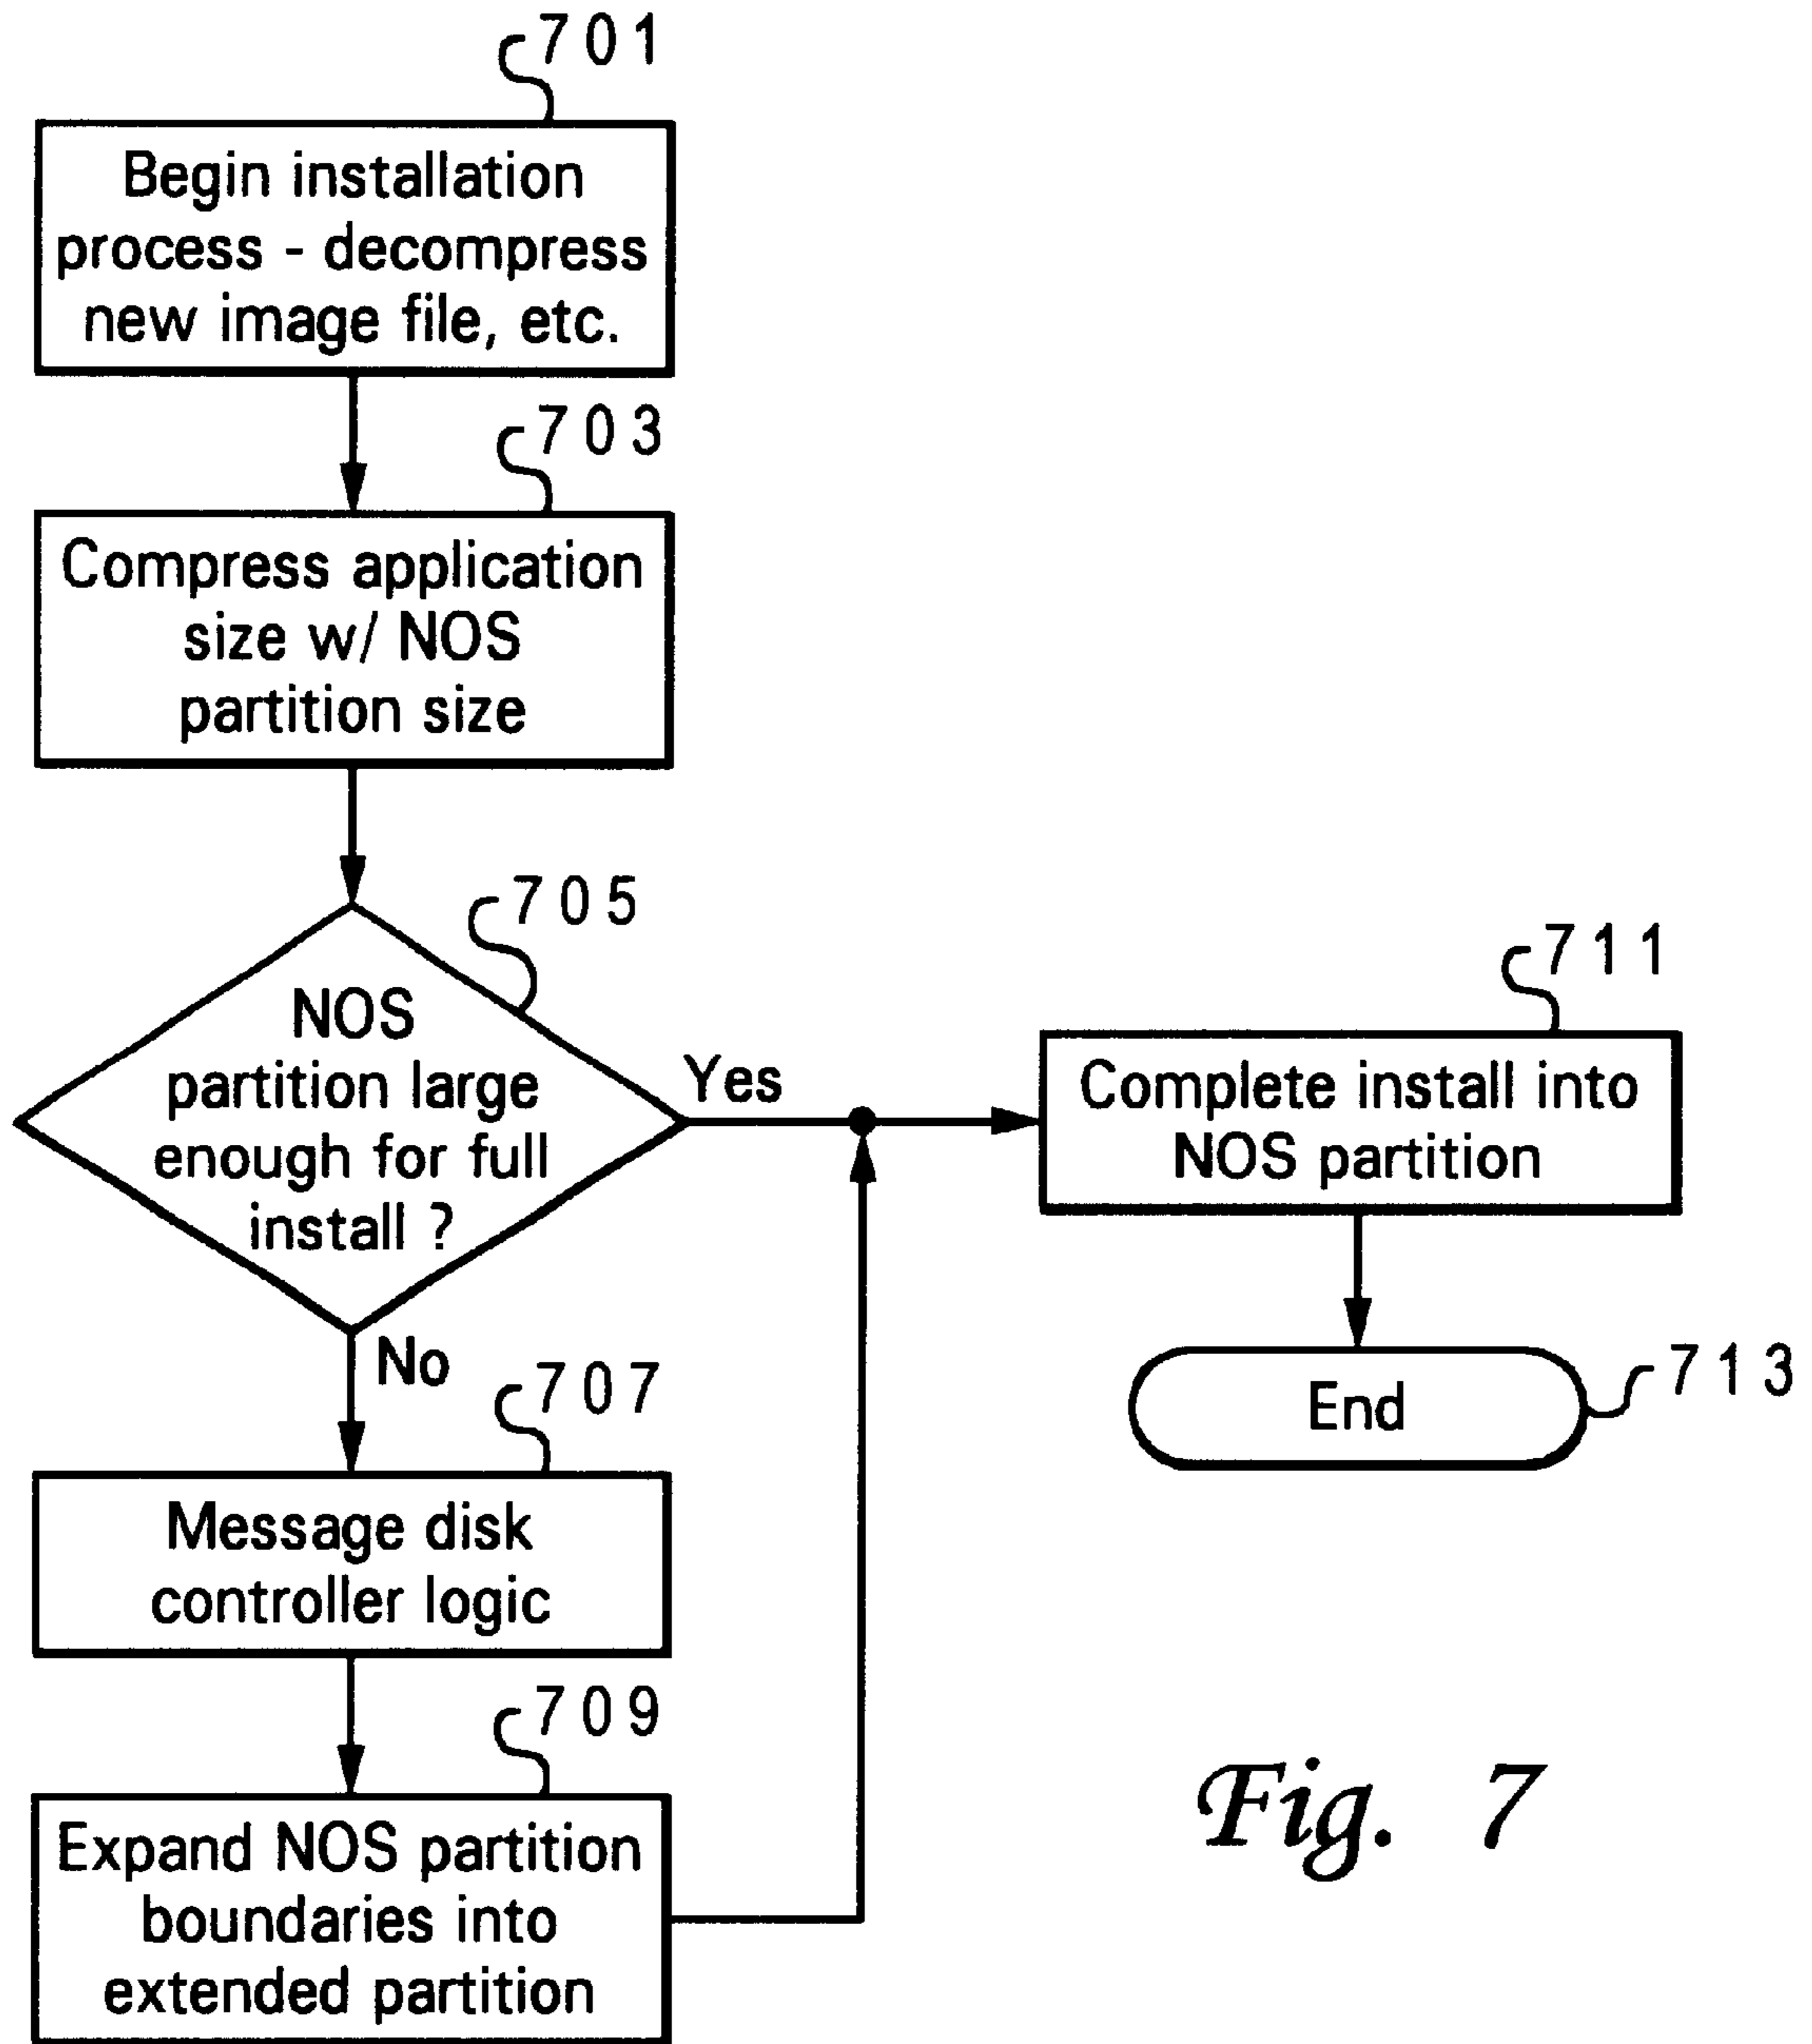 701
Begin installation
process - decompress
new image file, etc.
703
Compress application
size w/ NOS
partition size
705
NOS
partition large
enough for full
install ?
Yes
No
707
Message disk
controller logic
709
Expand NOS partition
boundaries into
extended partition
711
Complete install into
NOS partition
End
713
Fig. 7